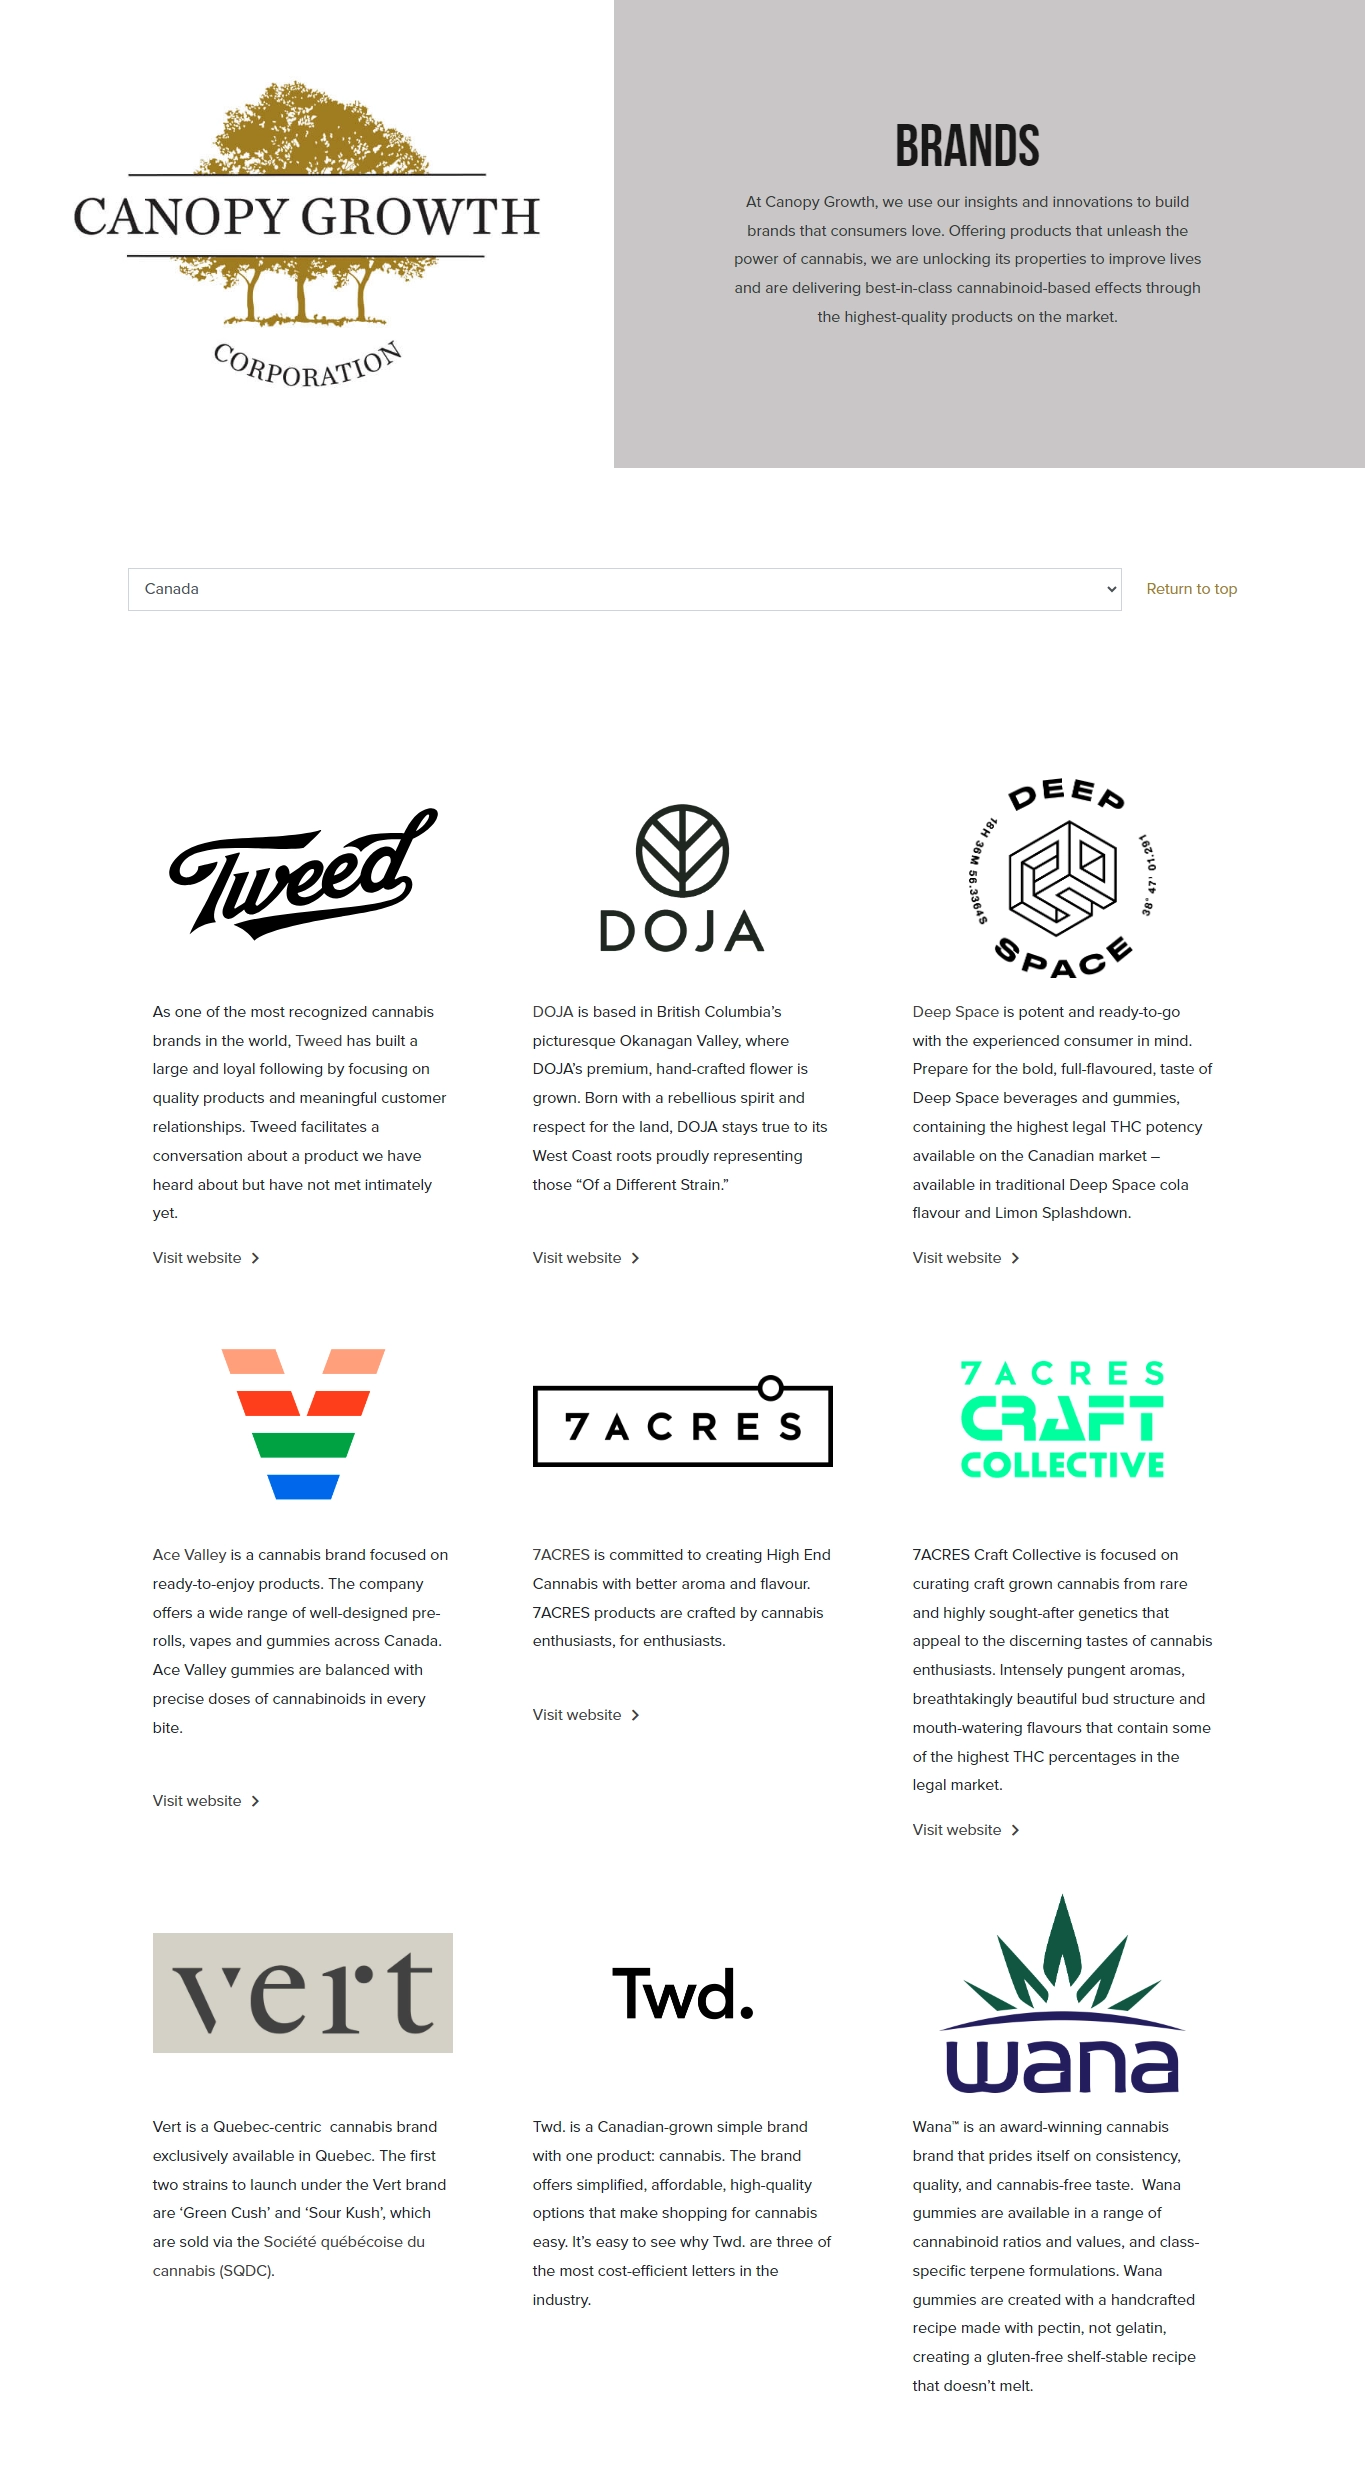 CANOPY GROWTH
CORPORATION
BRANDS
At Canopy Growth, we use our insights and innovations to build
brands that consumers love. Offering products that unleash the
power of cannabis, we are unlocking its properties to improve lives
and are delivering best-in-class cannabinoid-based effects through
the highest-quality products on the market.
Canada
Return to top
Tweed
As one of the most recognized cannabis
brands in the world, Tweed has built a
large and loyal following by focusing on
quality products and meaningful customer
relationships. Tweed facilitates a
conversation about a product we have
heard about but have not met intimately
yet.
Visit website
DOJA
DOJA is based in British Columbia’s
picturesque Okanagan Valley, where
DOJA’s premium, hand-crafted flower is
grown. Born with a rebellious spirit and
respect for the land, DOJA stays true to its
West Coast roots proudly representing
those “Of a Different Strain.”
Visit website
DEEP
18H 36M 56.3364S
38° 47' 01.291
SPACE
Deep Space is potent and ready-to-go
with the experienced consumer in mind.
Prepare for the bold, full-flavoured, taste of
Deep Space beverages and gummies,
containing the highest legal THC potency
available on the Canadian market –
available in traditional Deep Space cola
flavour and Limon Splashdown.
Visit website
Ace Valley is a cannabis brand focused on
ready-to-enjoy products. The company
offers a wide range of well-designed pre-
rolls, vapes and gummies across Canada.
Ace Valley gummies are balanced with
precise doses of cannabinoids in every
bite.
Visit website
7ACRES
7ACRES is committed to creating High End
Cannabis with better aroma and flavour.
7ACRES products are crafted by cannabis
enthusiasts, for enthusiasts.
Visit website
7ACRES
CRAFT
COLLECTIVE
7ACRES Craft Collective is focused on
curating craft grown cannabis from rare
and highly sought-after genetics that
appeal to the discerning tastes of cannabis
enthusiasts. Intensely pungent aromas,
breathtakingly beautiful bud structure and
mouth-watering flavours that contain some
of the highest THC percentages in the
legal market.
Visit website
vert
Vert is a Quebec-centric  cannabis brand
exclusively available in Quebec. The first
two strains to launch under the Vert brand
are ‘Green Cush’ and ‘Sour Kush’, which
are sold via the Société québécoise du
cannabis (SQDC).
Twd.
Twd. is a Canadian-grown simple brand
with one product: cannabis. The brand
offers simplified, affordable, high-quality
options that make shopping for cannabis
easy. It’s easy to see why Twd. are three of
the most cost-efficient letters in the
industry.
wana
Wana™ is an award-winning cannabis
brand that prides itself on consistency,
quality, and cannabis-free taste.  Wana
gummies are available in a range of
cannabinoid ratios and values, and class-
specific terpene formulations. Wana
gummies are created with a handcrafted
recipe made with pectin, not gelatin,
creating a gluten-free shelf-stable recipe
that doesn’t melt.